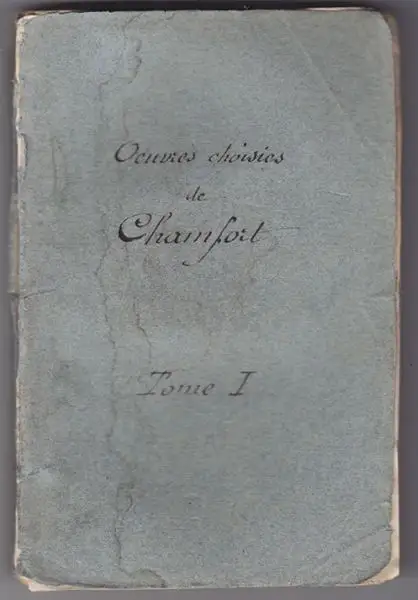 Oeuvres choisies
de
Chamfort
Tome I